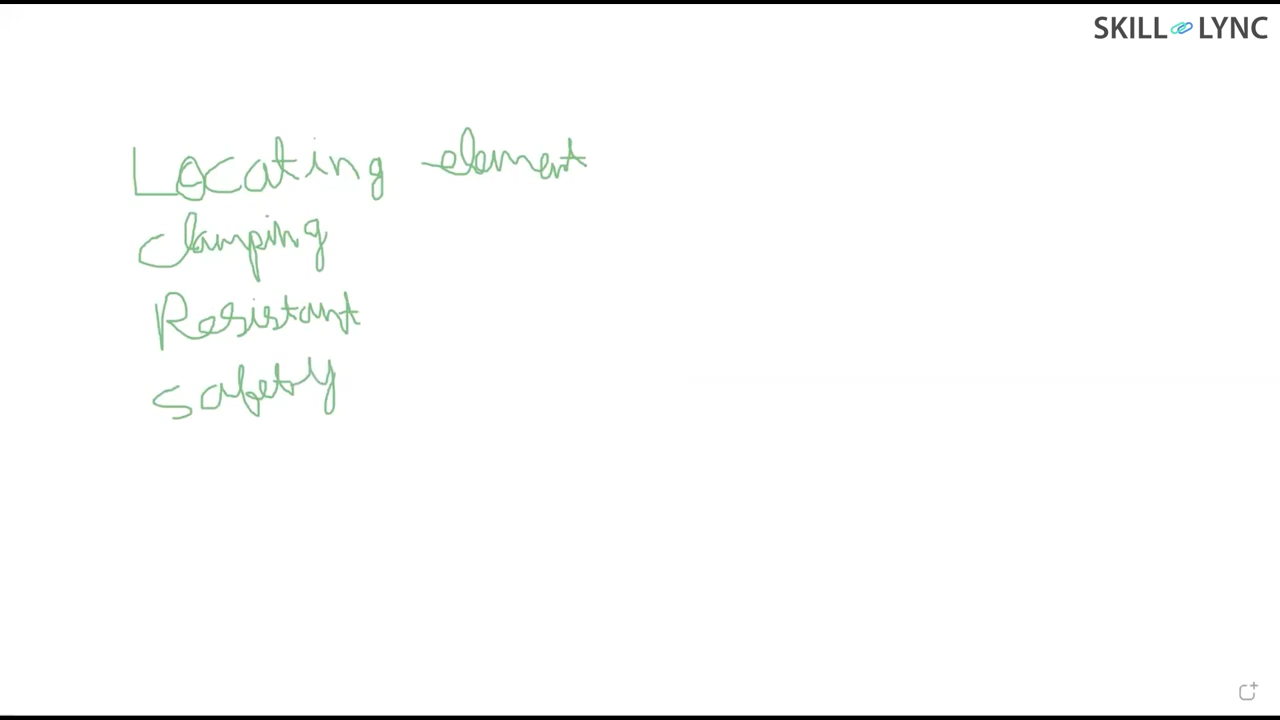 SKILL LYNC
Locating element
Clamping
Resistant
Safety